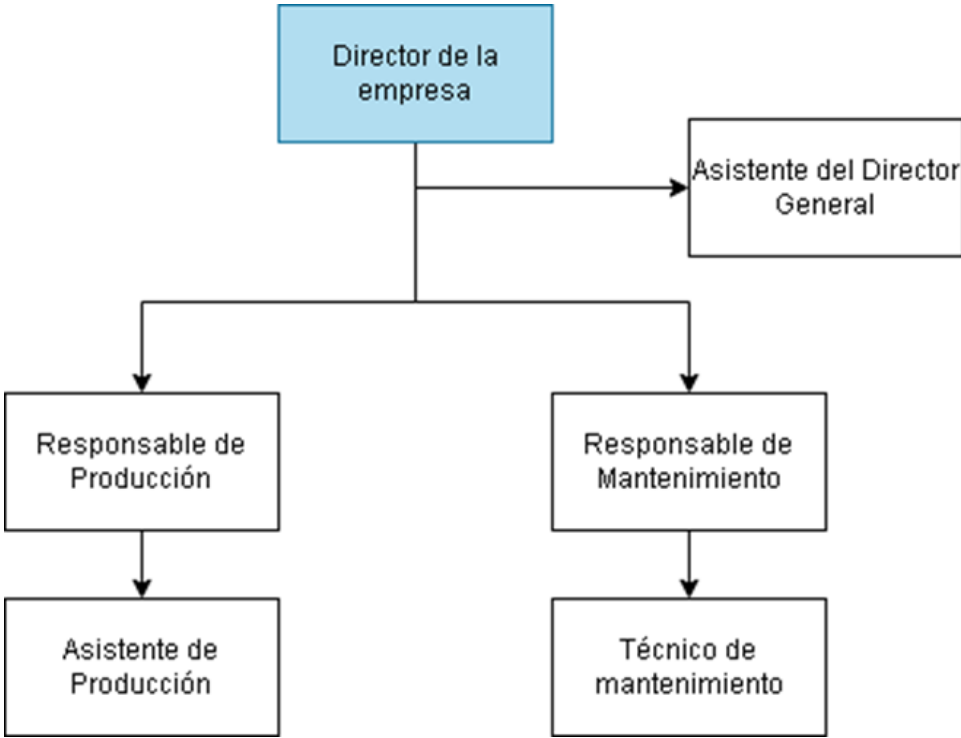 Director de la
empresa
Asistente del Director
General
Responsable de
Producción
Responsable de
Mantenimiento
Asistente de
Producción
Técnico de
mantenimiento